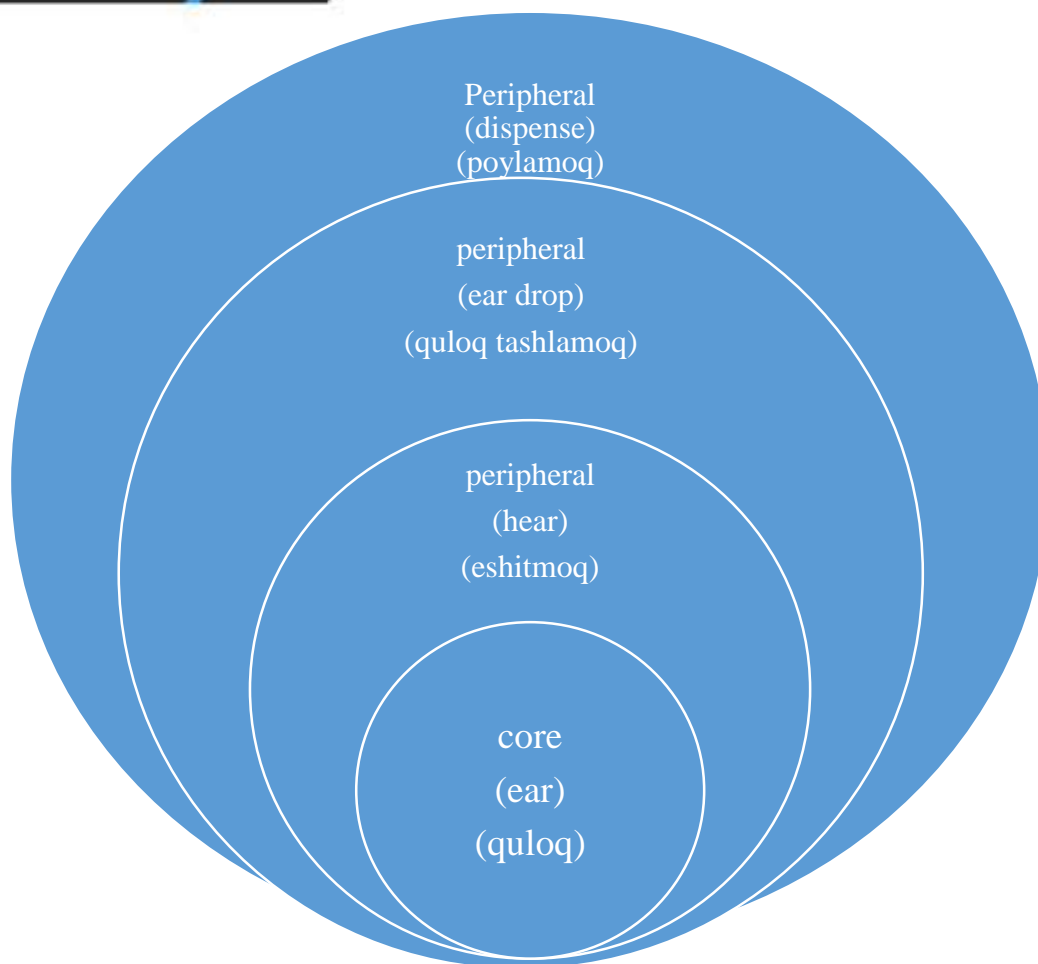 Peripheral
(dispense)
(poylamoq)
peripheral
(ear drop)
(quloq tashlamoq)
peripheral
(hear)
(eshitmoq)
core
(ear)
(quloq)